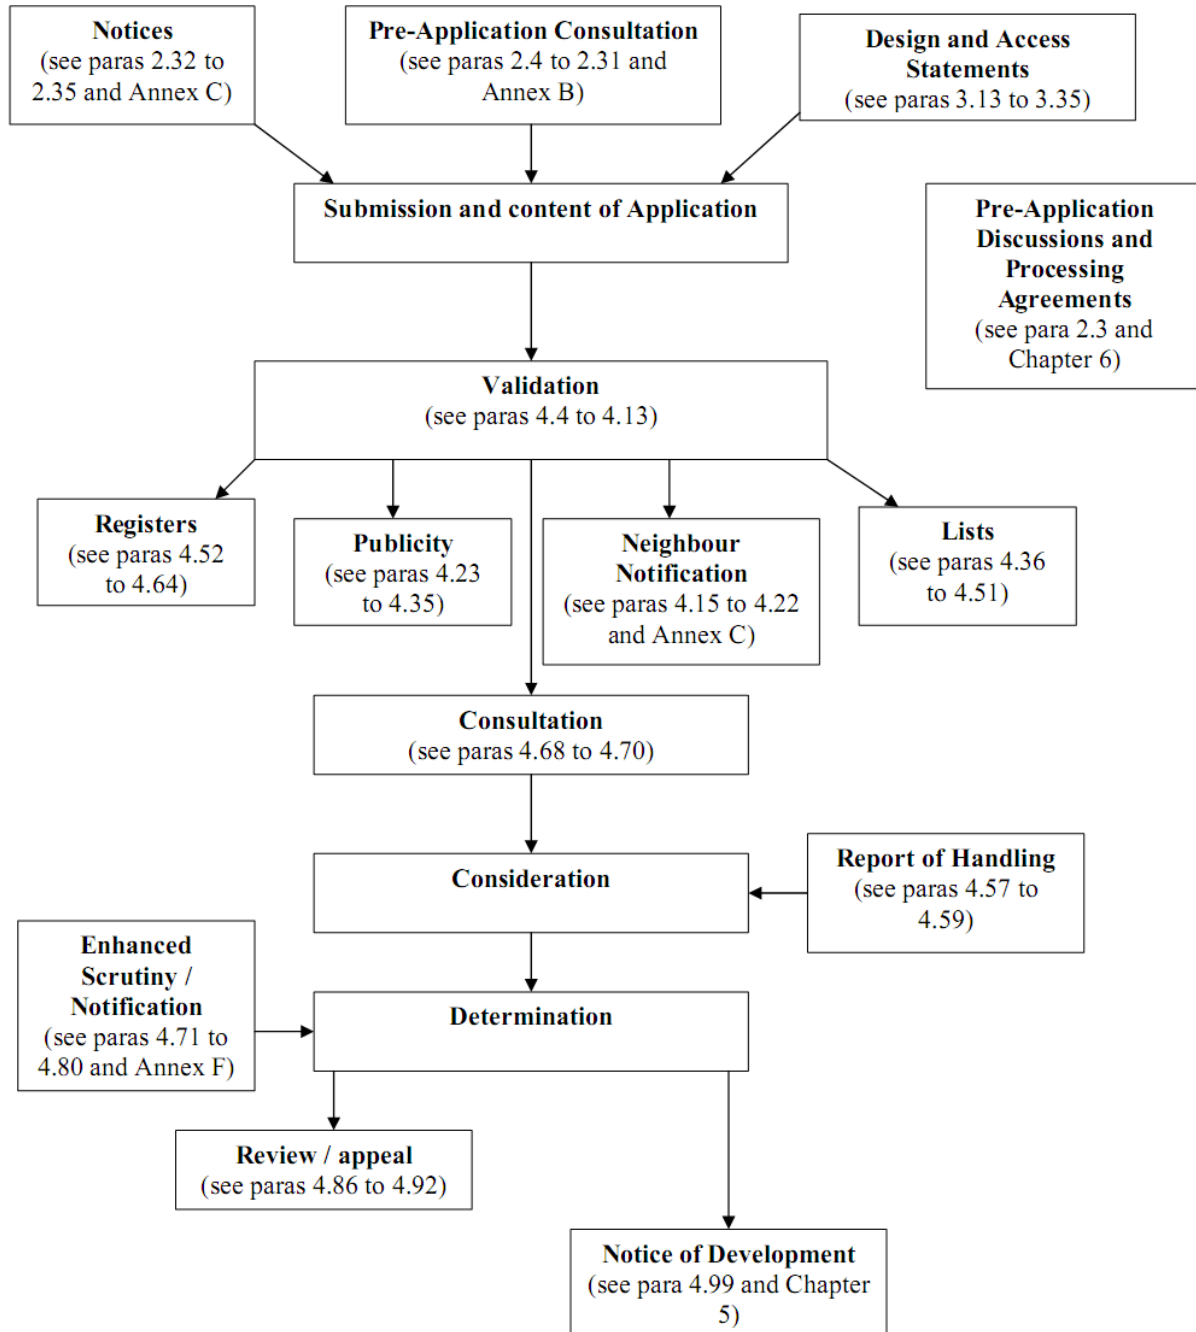 Notices
(see paras 2.32 to
2.35 and Annex C)
Pre-Application Consultation
(see paras 2.4 to 2.31 and
Annex B)
Design and Access
Statements
(see paras 3.13 to 3.35)
Submission and content of Application
Pre-Application
Discussions and
Processing
Agreements
(see para 2.3 and
Chapter 6)
Validation
(see paras 4.4 to 4.13)
Registers
(see paras 4.52
to 4.64)
Publicity
(see paras 4.23
to 4.35)
Neighbour
Notification
(see paras 4.15 to 4.22
and Annex C)
Lists
(see paras 4.36
to 4.51)
Consultation
(see paras 4.68 to 4.70)
Consideration
Report of Handling
(see paras 4.57 to
4.59)
Enhanced
Scrutiny /
Notification
(see paras 4.71 to
4.80 and Annex F)
Determination
Review / appeal
(see paras 4.86 to 4.92)
Notice of Development
(see para 4.99 and Chapter
5)